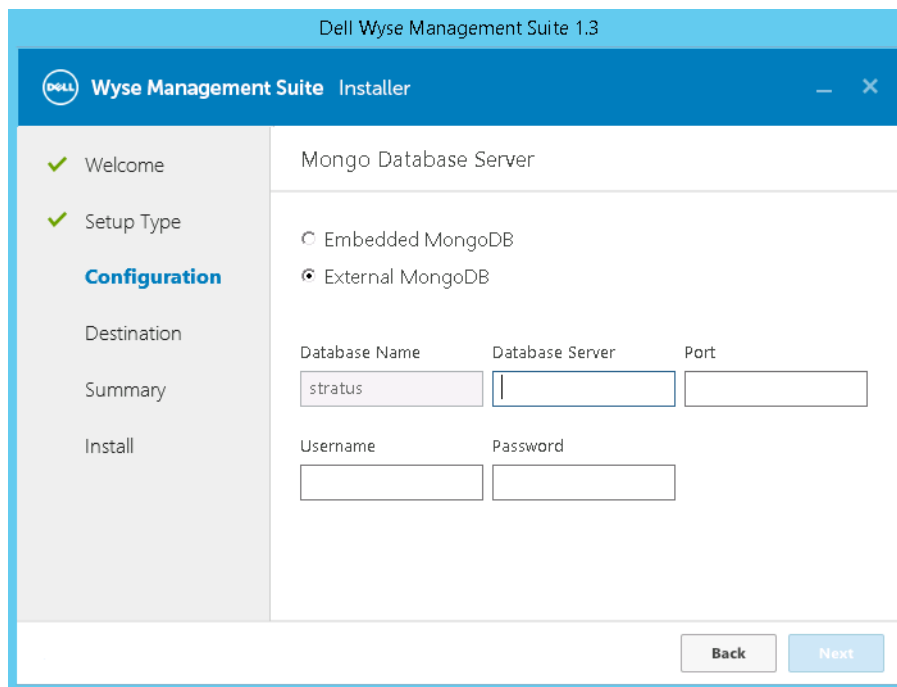 Dell Wyse Management Suite 1.3
DELL Wyse Management Suite Installer
Welcome
Setup Type
Configuration
Destination
Summary
Install
Mongo Database Server
Embedded MongoDB
External MongoDB
Database Name Database Server Port
stratus
Username Password
Back Next